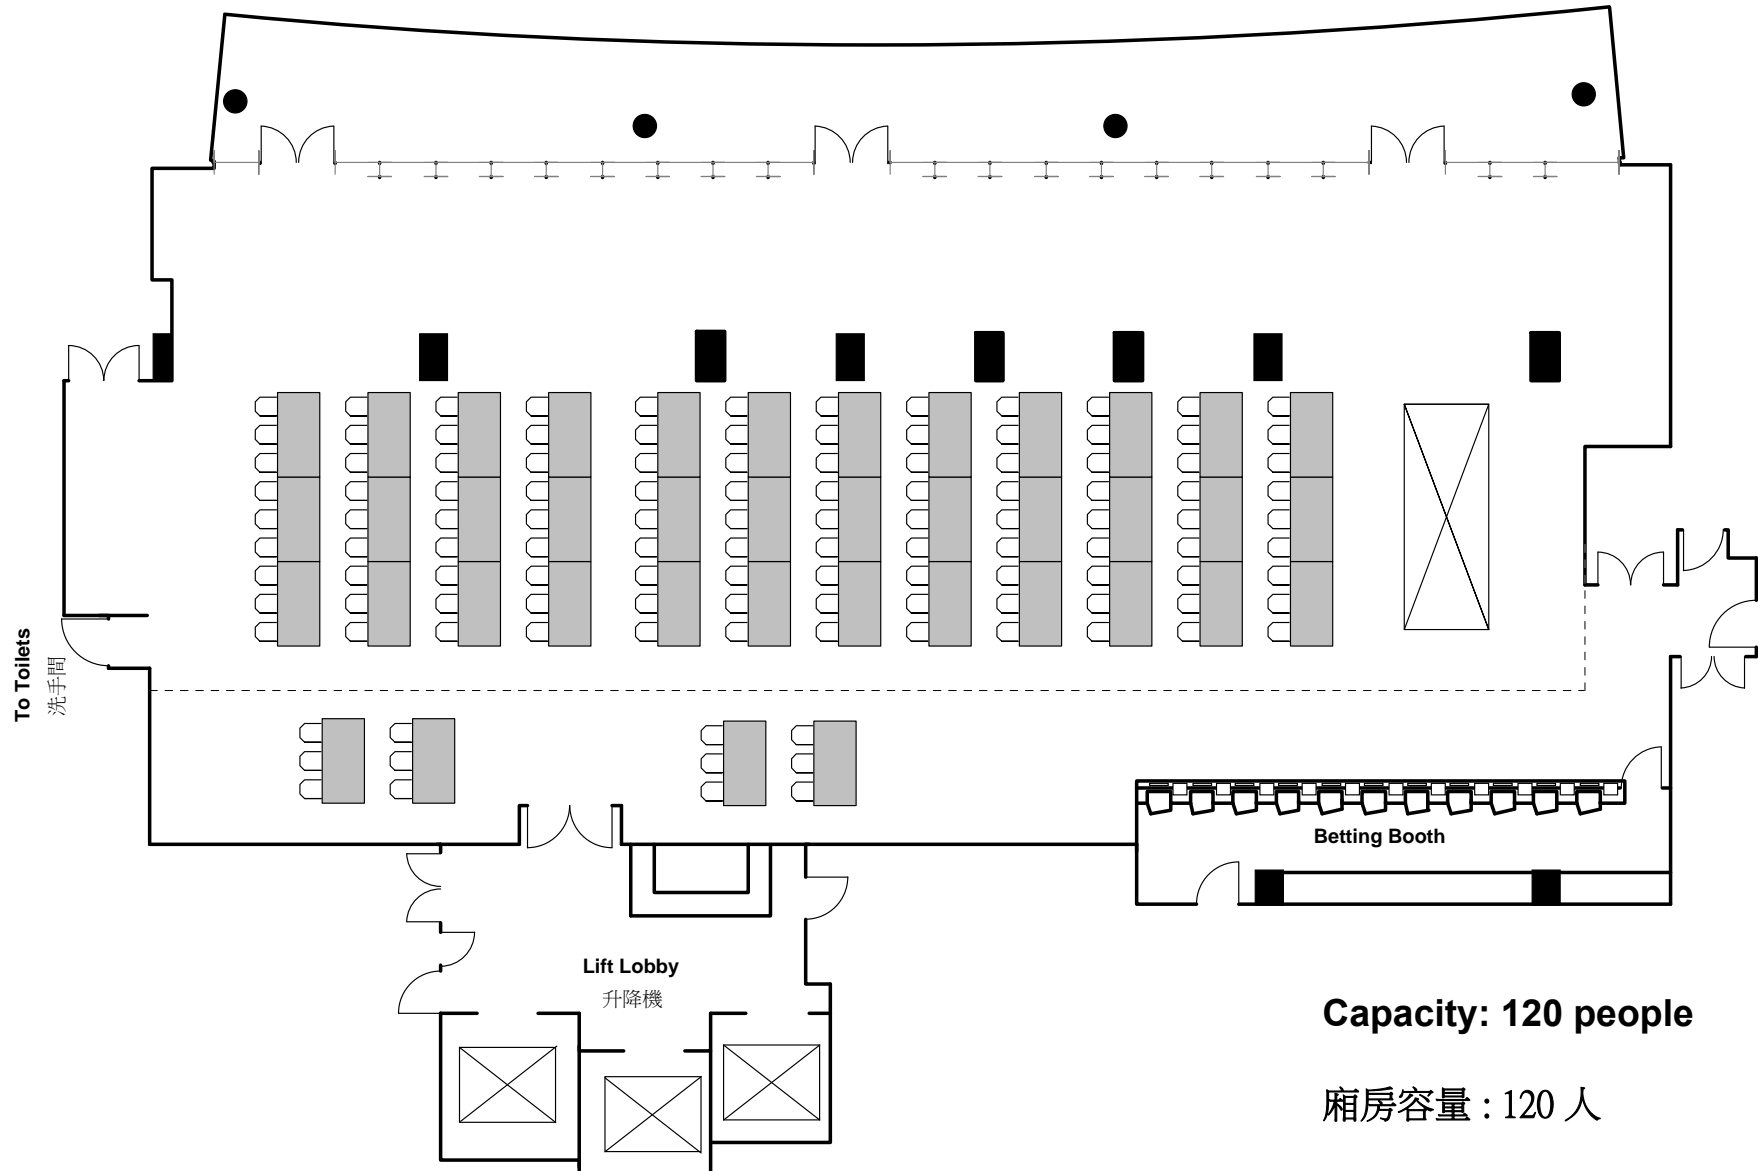 To Toilets
洗手間
Betting Booth
Lift Lobby
升降機
Capacity: 120 people
廂房容量 : 120 人